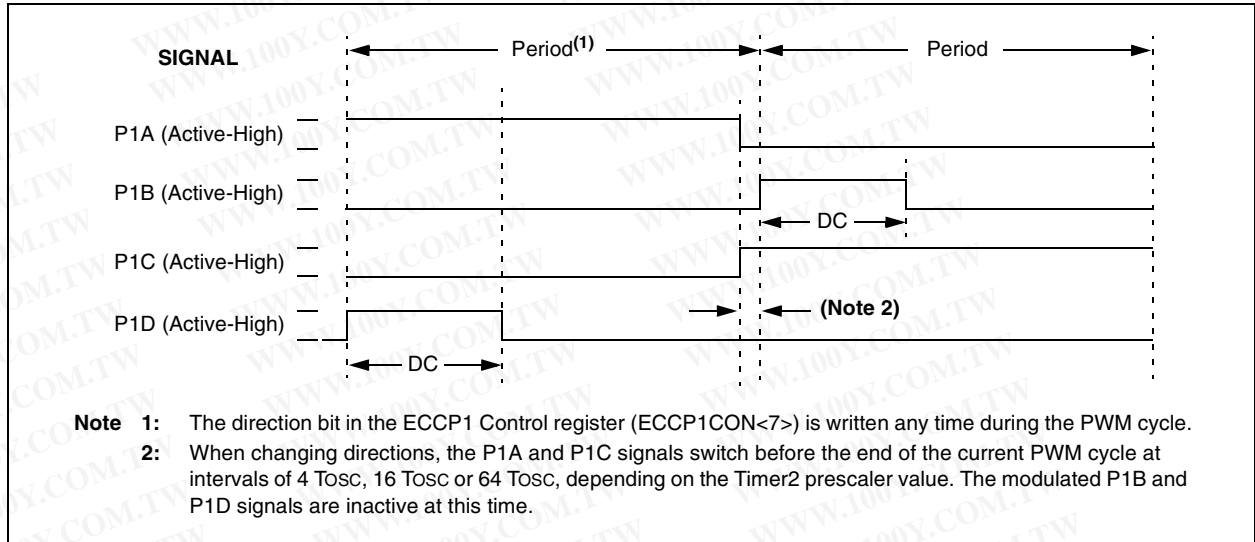 SIGNAL
Period(1)
Period
P1A (Active-High)
P1B (Active-High)
DC
P1C (Active-High)
(Note 2)
P1D (Active-High)
DC
Note 1: The direction bit in the ECCP1 Control register (ECCP1CON<7>) is written any time during the PWM cycle.
2: When changing directions, the P1A and P1C signals switch before the end of the current PWM cycle at
intervals of 4 TOSC, 16 TOSC or 64 TOSC, depending on the Timer2 prescaler value. The modulated P1B and
P1D signals are inactive at this time.
WWW.100Y.COM.TW